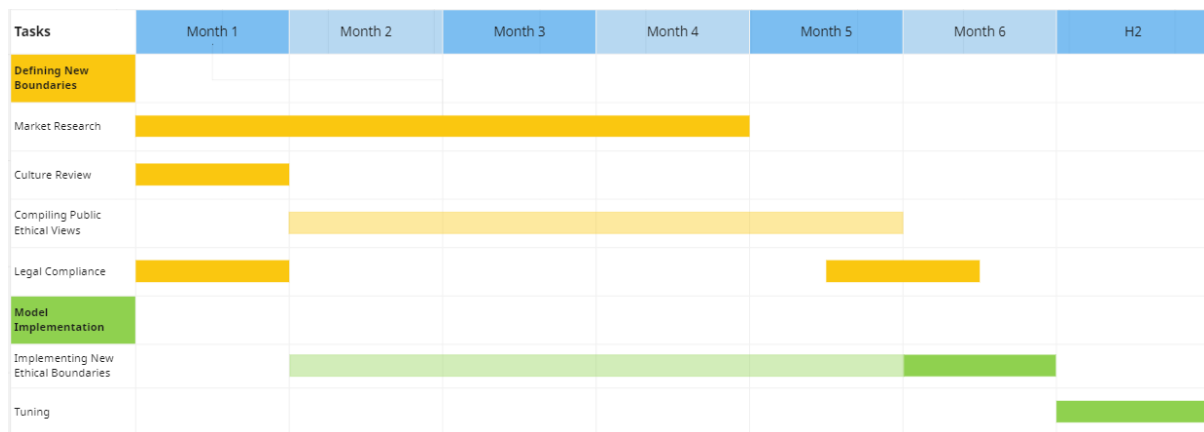 Tasks Month 1 Month 2 Month 3 Month 4 Month 5 Month 6 H2
Defining New
Boundaries
Market Research
Culture Review
Compiling Public
Ethical Views
Legal Compliance
Model
Implementation
Implementing New
Ethical Boundaries
Tuning